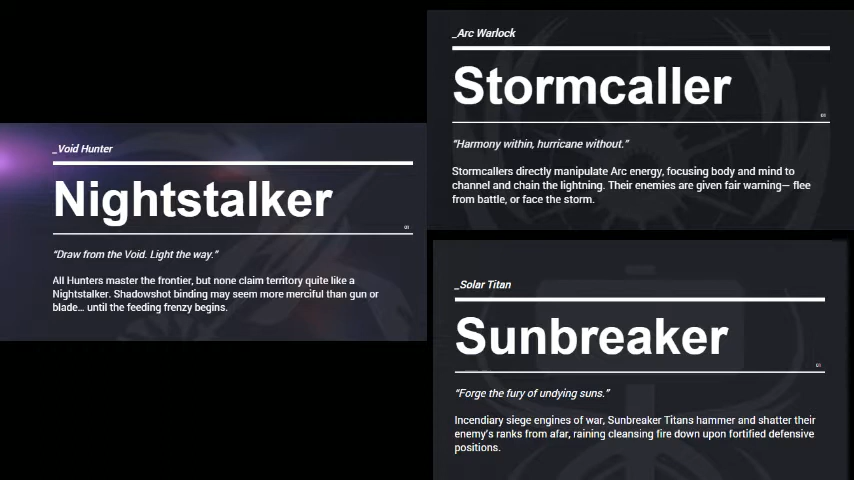 _Void Hunter
Nightstalker
01
“Draw from the Void. Light the way.”
All Hunters master the frontier, but none claim territory quite like a
Nightstalker. Shadowshot binding may seem more merciful than gun or
blade... until the feeding frenzy begins.
_Arc Warlock
Stormcaller
01
“Harmony within, hurricane without.”
Stormcallers directly manipulate Arc energy, focusing body and mind to
channel and chain the lightning. Their enemies are given fair warning— flee
from battle, or face the storm.
_Solar Titan
Sunbreaker
01
“Forge the fury of undying suns.”
Incendiary siege engines of war, Sunbreaker Titans hammer and shatter their
enemy's ranks from afar, raining cleansing fire down upon fortified defensive
positions.